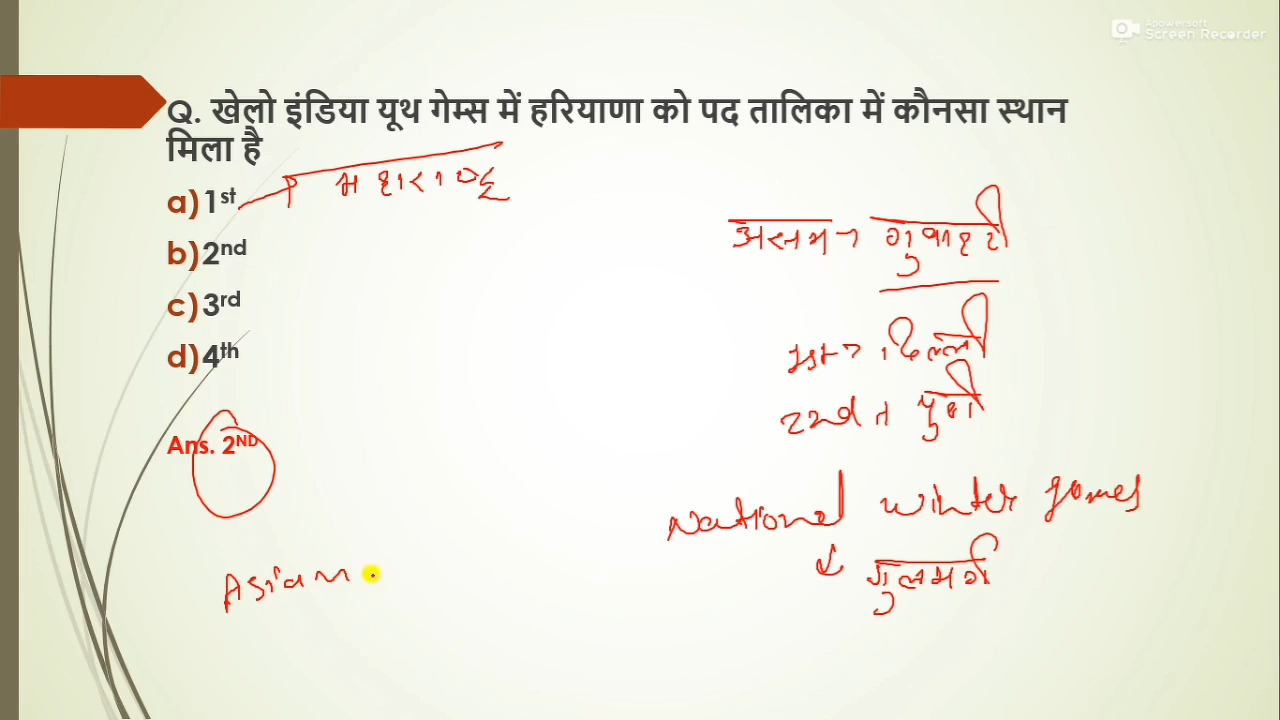 Apowersoft
Screen Recorder
Q. खेलो इंडिया यूथ गेम्स में हरियाणा को पद तालिका में कौनसा स्थान
मिला है
a) 1st
महाराष्ट्र
b) 2nd
c) 3rd
d) 4th
Ans. 2ND
असम → गुवाहटी
1st → दिल्ली
2nd → पुणे
National winter games
गुलमर्ग
Asian